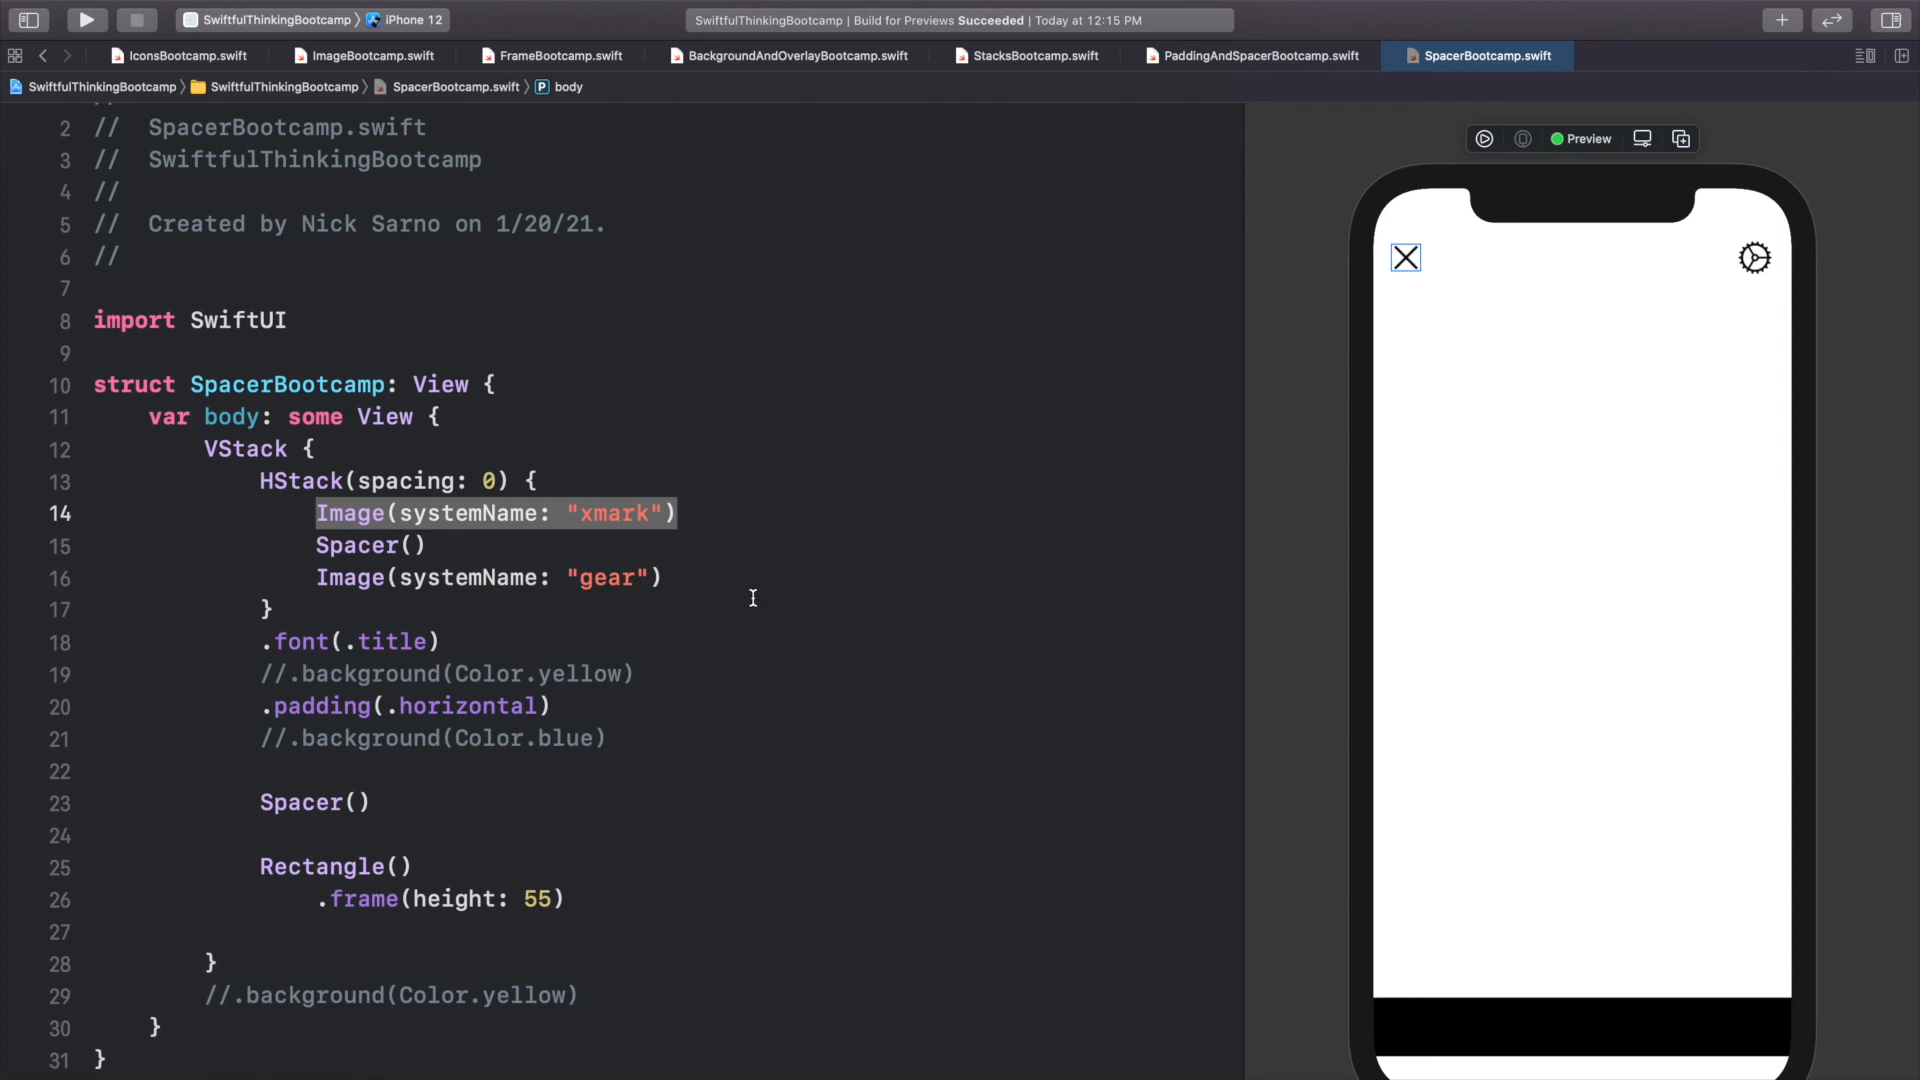 SwiftfulThinkingBootcamp 〉 iPhone 12
SwiftfulThinkingBootcamp | Build for Previews Succeeded | Today at 12:15 PM
IconsBootcamp.swift
ImageBootcamp.swift
FrameBootcamp.swift
BackgroundAndOverlayBootcamp.swift
StacksBootcamp.swift
PaddingAndSpacerBootcamp.swift
SpacerBootcamp.swift
SwiftfulThinkingBootcamp 〉 SwiftfulThinkingBootcamp 〉 SpacerBootcamp.swift 〉 P body
Preview
2 //  SpacerBootcamp.swift
3 //  SwiftfulThinkingBootcamp
4 //
5 //  Created by Nick Sarno on 1/20/21.
6 //
7
8 import SwiftUI
9
10 struct SpacerBootcamp: View {
11     var body: some View {
12         VStack {
13             HStack(spacing: 0) {
14                 Image(systemName: "xmark")
15                 Spacer()
16                 Image(systemName: "gear")
17             }
18             .font(.title)
19             //.background(Color.yellow)
20             .padding(.horizontal)
21             //.background(Color.blue)
22
23             Spacer()
24
25             Rectangle()
26                 .frame(height: 55)
27
28         }
29         //.background(Color.yellow)
30     }
31 }